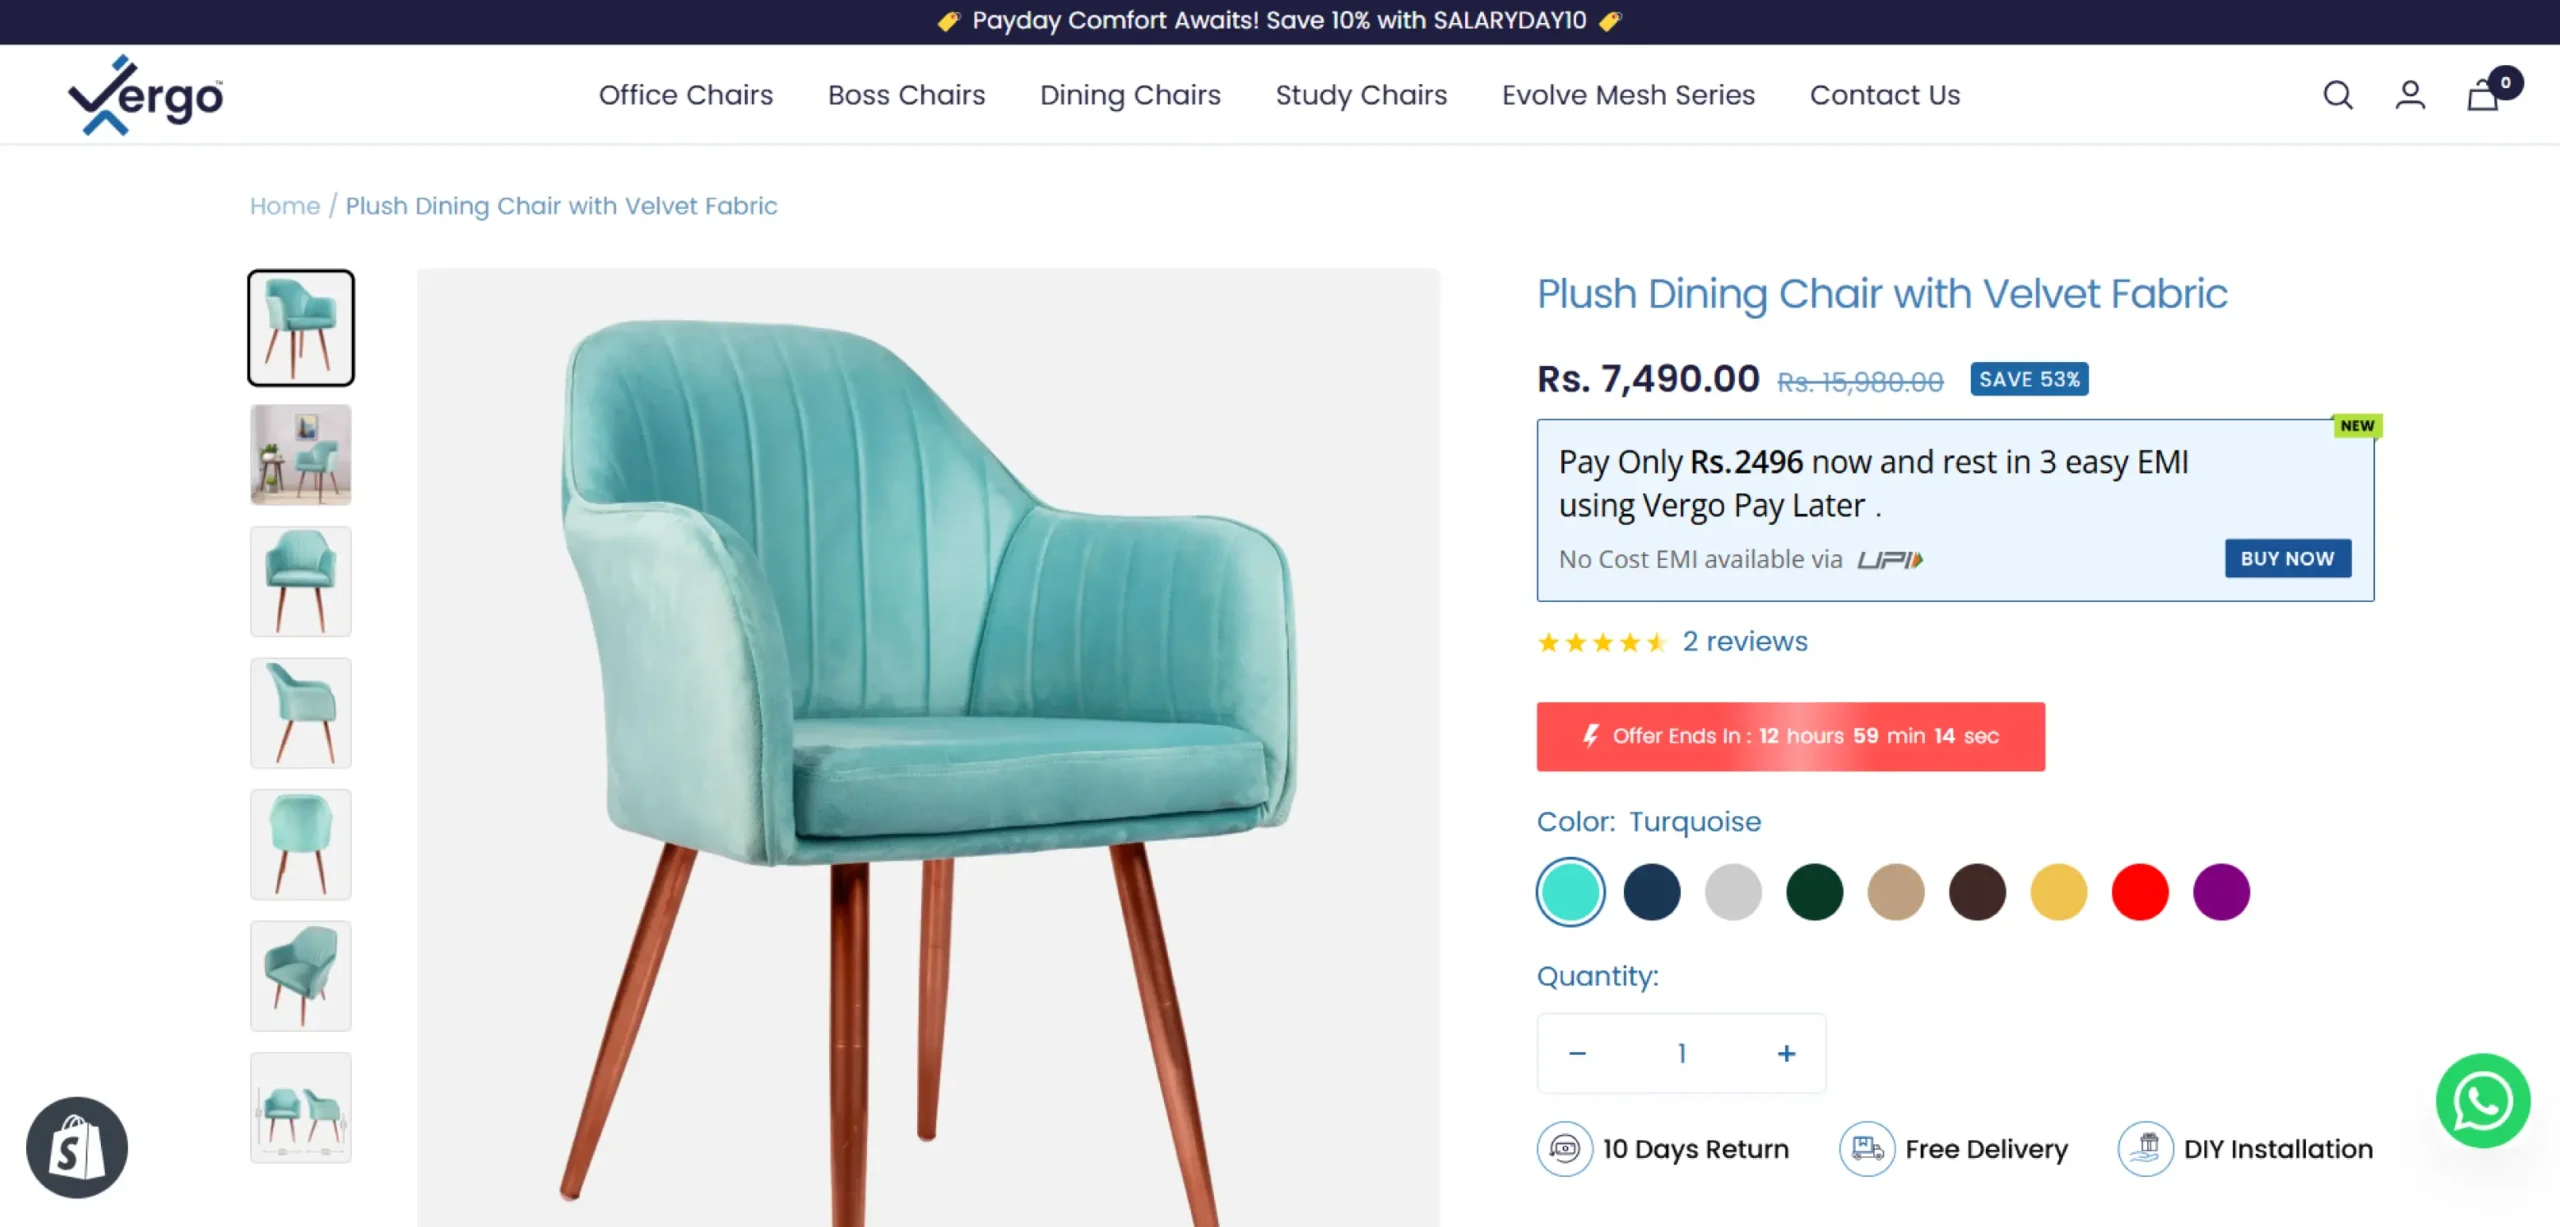 Payday Comfort Awaits! Save 10% with SALARYDAY10
Vergo™
Office Chairs
Boss Chairs
Dining Chairs
Study Chairs
Evolve Mesh Series
Contact Us
0
Home / Plush Dining Chair with Velvet Fabric
Plush Dining Chair with Velvet Fabric
Rs. 7,490.00 Rs. 15,980.00 SAVE 53%
NEW
Pay Only Rs.2496 now and rest in 3 easy EMI
using Vergo Pay Later .
No Cost EMI available via UPI
BUY NOW
2 reviews
Offer Ends In : 12 hours 59 min 14 sec
Color: Turquoise
Quantity:
− 1 +
10 Days Return
Free Delivery
DIY Installation